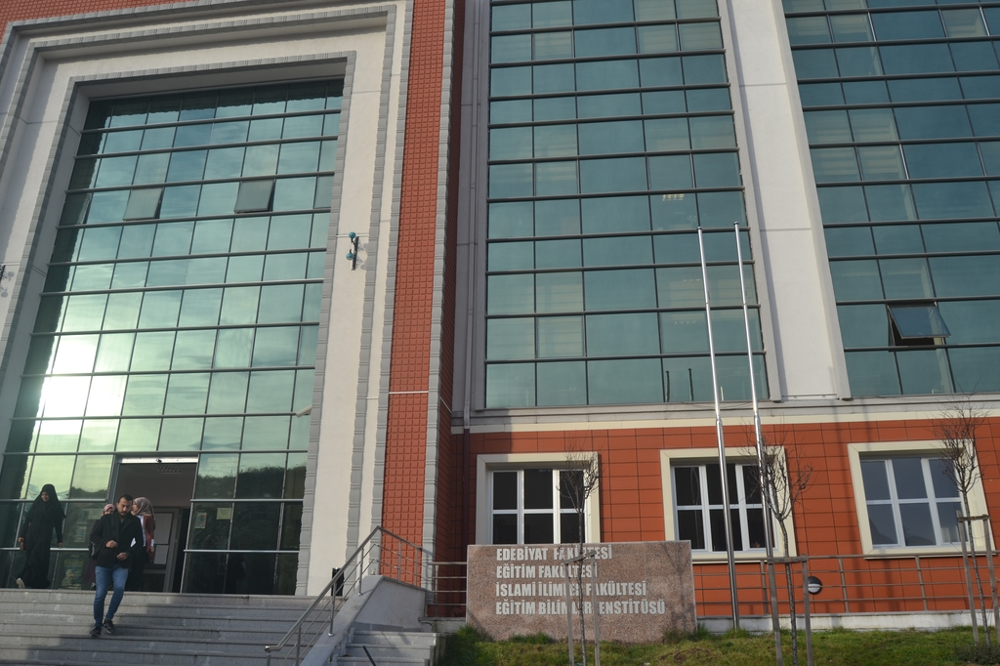 EDEBİYAT FAKÜLTESİ
EĞİTİM FAKÜLTESİ
İSLAMİ İLİMLER FAKÜLTESİ
EĞİTİM BİLİMLERİ ENSTİTÜSÜ